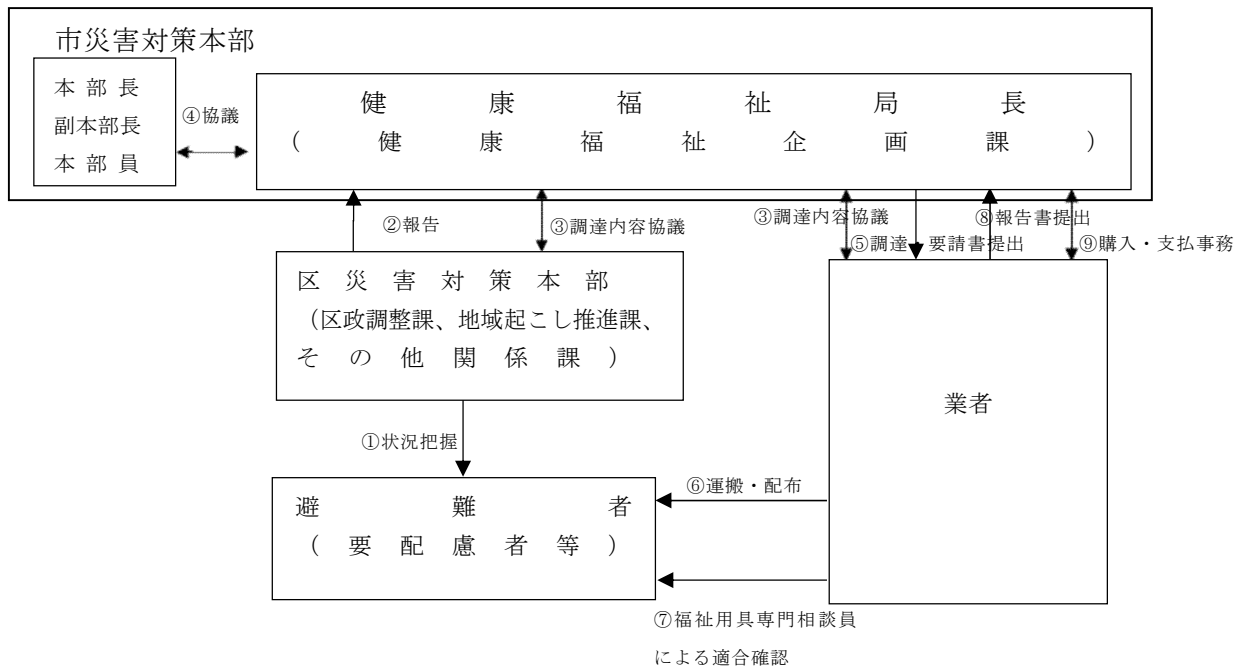 市災害対策本部
本部長
副本部長
本部員
④協議
健康福祉局長
(健康福祉企画課)
②報告
③調達内容協議
③調達内容協議
⑧報告書提出
⑤調達・要請書提出
⑨購入・支払事務
区災害対策本部
(区政調整課、地域起こし推進課、
その他関係課)
業者
①状況把握
⑥運搬・配布
避難者
(要配慮者等)
⑦福祉用具専門相談員
による適合確認